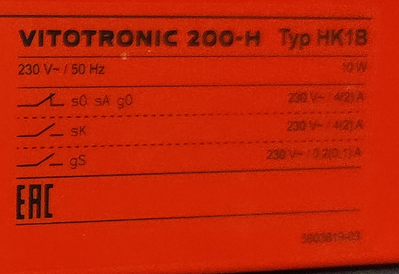 VITOTRONIC 200-H Typ HK1B
230 V~ / 50 Hz 10 W
sÖ sA gÖ 230 V~ / 4(2) A
sK 230 V~ / 4(2) A
gS 230 V~ / 0,2(0,1) A
EAC
5603619-03